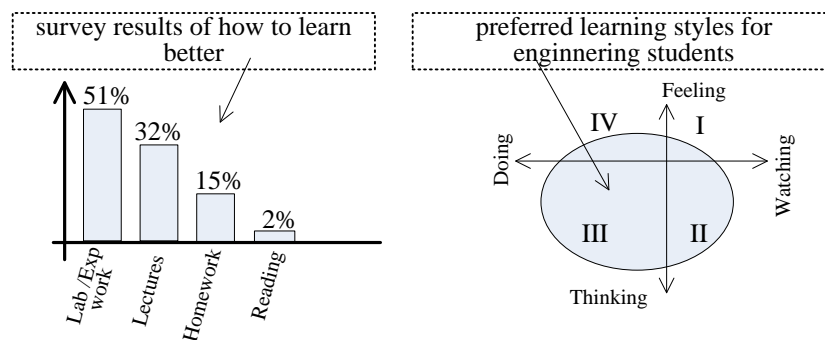 survey results of how to learn
better
51%
32%
15%
2%
Lab /Exp
work
Lectures
Homework
Reading
preferred learning styles for
enginnering students
Feeling
IV
I
Doing
Watching
III
II
Thinking